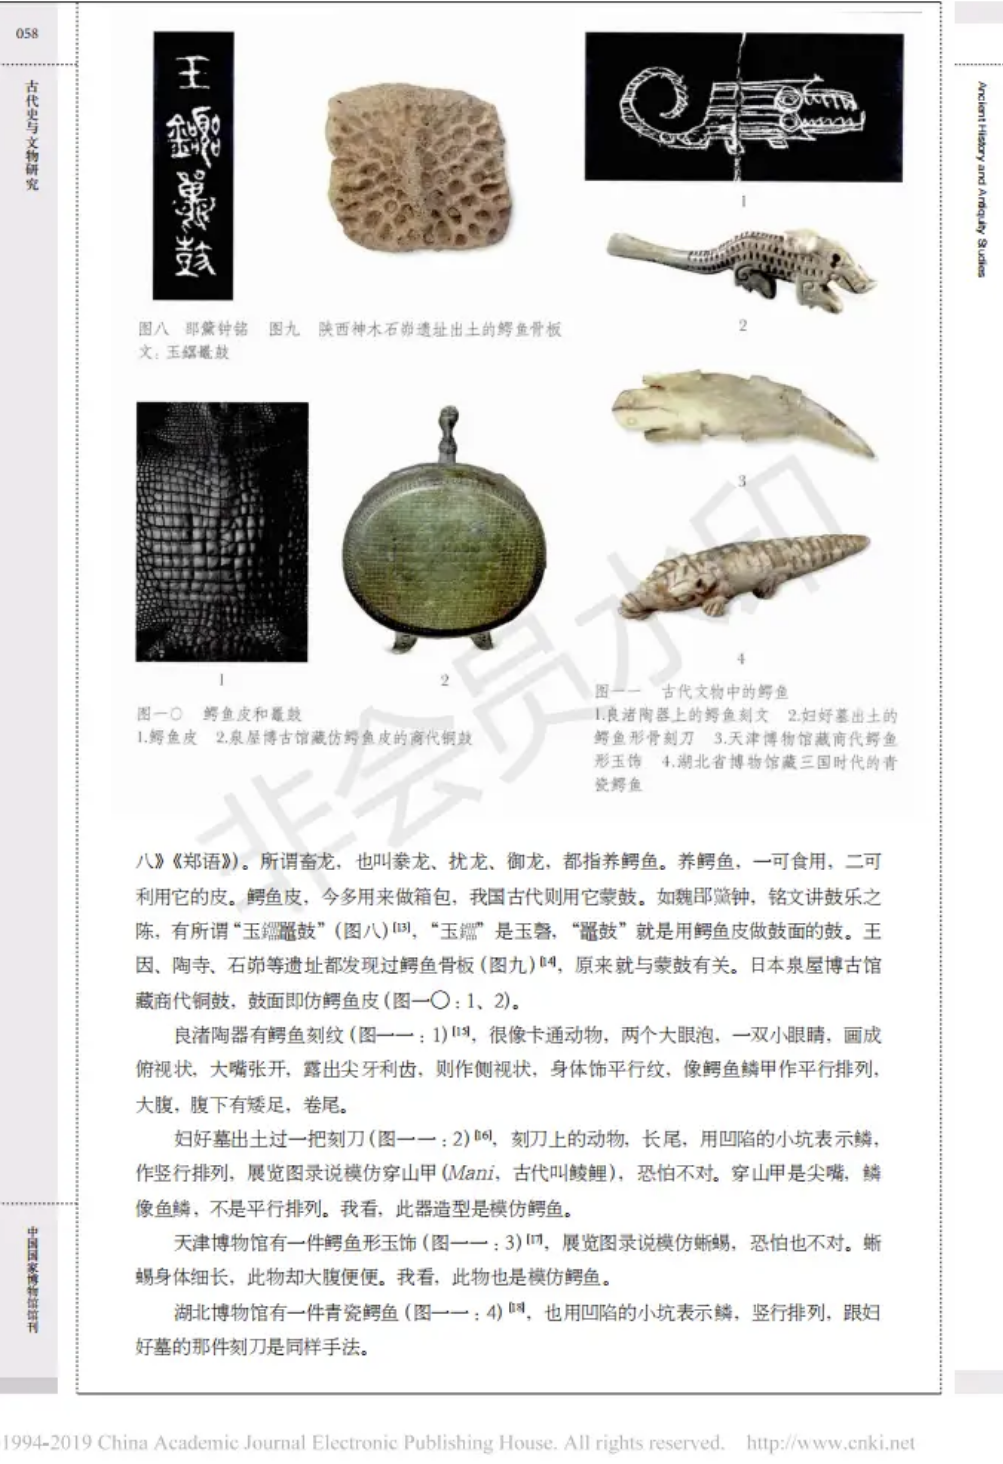 058
古代史与文物研究
Ancient History and Antiquity Studies
王
鼓
1
2
3
4
图八 郘黛钟铭
文：玉鐉鼍鼓
图九 陕西神木石峁遗址出土的鳄鱼骨板
1
2
图一〇 鳄鱼皮和鼍鼓
1.鳄鱼皮 2.泉屋博古馆藏仿鳄鱼皮的商代铜鼓
图一一 古代文物中的鳄鱼
1.良渚陶器上的鳄鱼刻文 2.妇好墓出土的
鳄鱼形骨刻刀 3.天津博物馆藏商代鳄鱼
形玉饰 4.湖北省博物馆藏三国时代的青
瓷鳄鱼
非会员水印
八》《郑语》）。所谓畜龙，也叫豢龙、扰龙、御龙，都指养鳄鱼。养鳄鱼，一可食用，二可
利用它的皮。鳄鱼皮，今多用来做箱包，我国古代则用它蒙鼓。如魏郘钟，铭文讲鼓乐之
陈，有所谓“玉鼍鼓”（图八）[13]，“玉”是玉磬，“鼍鼓”就是用鳄鱼皮做鼓面的鼓。王
因、陶寺、石峁等遗址都发现过鳄鱼骨板（图九）[14]，原来就与蒙鼓有关。日本泉屋博古馆
藏商代铜鼓，鼓面即仿鳄鱼皮（图一〇：1、2）。
良渚陶器有鳄鱼刻纹（图一一：1）[15]，很像卡通动物，两个大眼泡，一双小眼睛，画成
俯视状，大嘴张开，露出尖牙利齿，则作侧视状，身体饰平行纹，像鳄鱼鳞甲作平行排列，
大腹，腹下有矮足，卷尾。
妇好墓出土过一把刻刀（图一一：2）[16]，刻刀上的动物，长尾，用凹陷的小坑表示鳞，
作竖行排列，展览图录说模仿穿山甲（Mani，古代叫鲮鲤），恐怕不对。穿山甲是尖嘴，鳞
像鱼鳞，不是平行排列。我看，此器造型是模仿鳄鱼。
天津博物馆有一件鳄鱼形玉饰（图一一：3）[17]，展览图录说模仿蜥蜴，恐怕也不对。蜥
蜴身体细长，此物却大腹便便。我看，此物也是模仿鳄鱼。
湖北博物馆有一件青瓷鳄鱼（图一一：4）[18]，也用凹陷的小坑表示鳞，竖行排列，跟妇
好墓的那件刻刀是同样手法。
中国国家博物馆馆刊
1994-2019 China Academic Journal Electronic Publishing House. All rights reserved. http://www.cnki.net